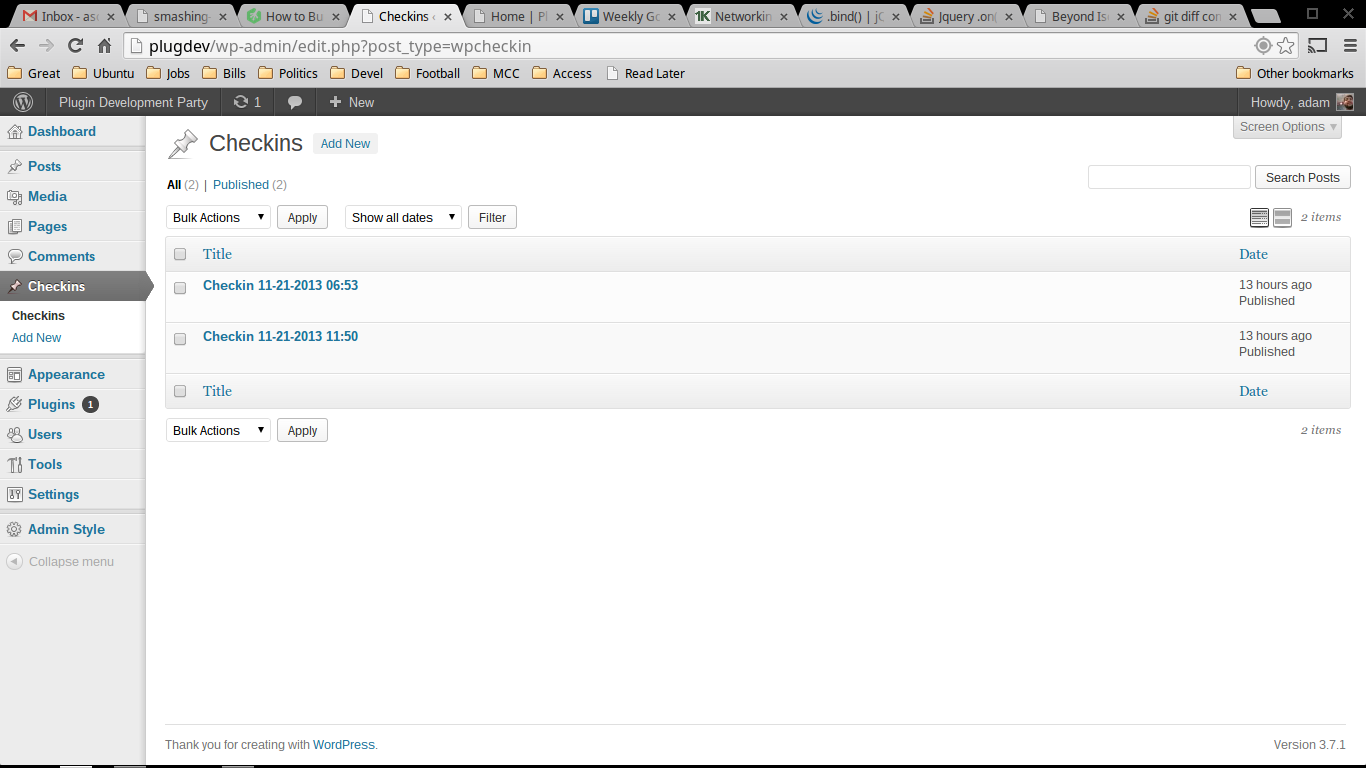 Inbox - as smashing- How to Bu Checkins Home | Pl Weekly Go Networkin .bind() | jC Jquery .on( Beyond Is git diff con
plugdev/wp-admin/edit.php?post_type=wpcheckin
Great Ubuntu Jobs Bills Politics Devel Football MCC Access Read Later Other bookmarks
Plugin Development Party 1 New Howdy, adam
Screen Options
Dashboard
Posts
Media
Pages
Comments
Checkins
Checkins
Add New
Appearance
Plugins 1
Users
Tools
Settings
Admin Style
Collapse menu
Checkins Add New
All (2) | Published (2)
Search Posts
Bulk Actions Apply Show all dates Filter 2 items
Title Date
Checkin 11-21-2013 06:53 13 hours ago
Published
Checkin 11-21-2013 11:50 13 hours ago
Published
Title Date
Bulk Actions Apply 2 items
Thank you for creating with WordPress. Version 3.7.1